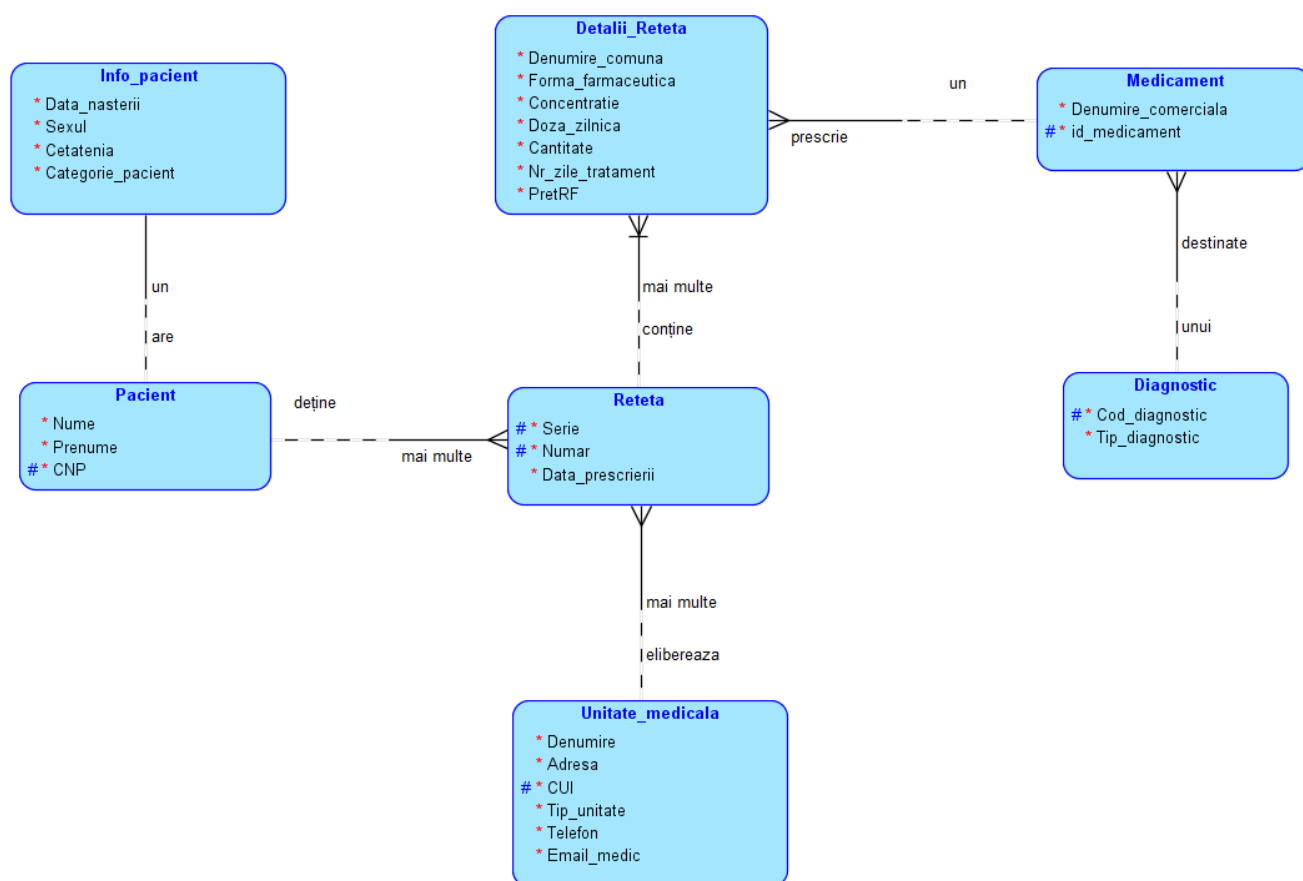 Info_pacient
* Data_nasterii
* Sexul
* Cetatenia
* Categorie_pacient
Detalii_Reteta
* Denumire_comuna
* Forma_farmaceutica
* Concentratie
* Doza_zilnica
* Cantitate
* Nr_zile_tratament
* PretRF
un
prescrie
Medicament
* Denumire_comerciala
# * id_medicament
un
are
mai multe
conține
destinate
unui
Pacient
* Nume
* Prenume
# * CNP
deține
mai multe
Reteta
# * Serie
# * Numar
* Data_prescrierii
Diagnostic
# * Cod_diagnostic
* Tip_diagnostic
mai multe
elibereaza
Unitate_medicala
* Denumire
* Adresa
# * CUI
* Tip_unitate
* Telefon
* Email_medic